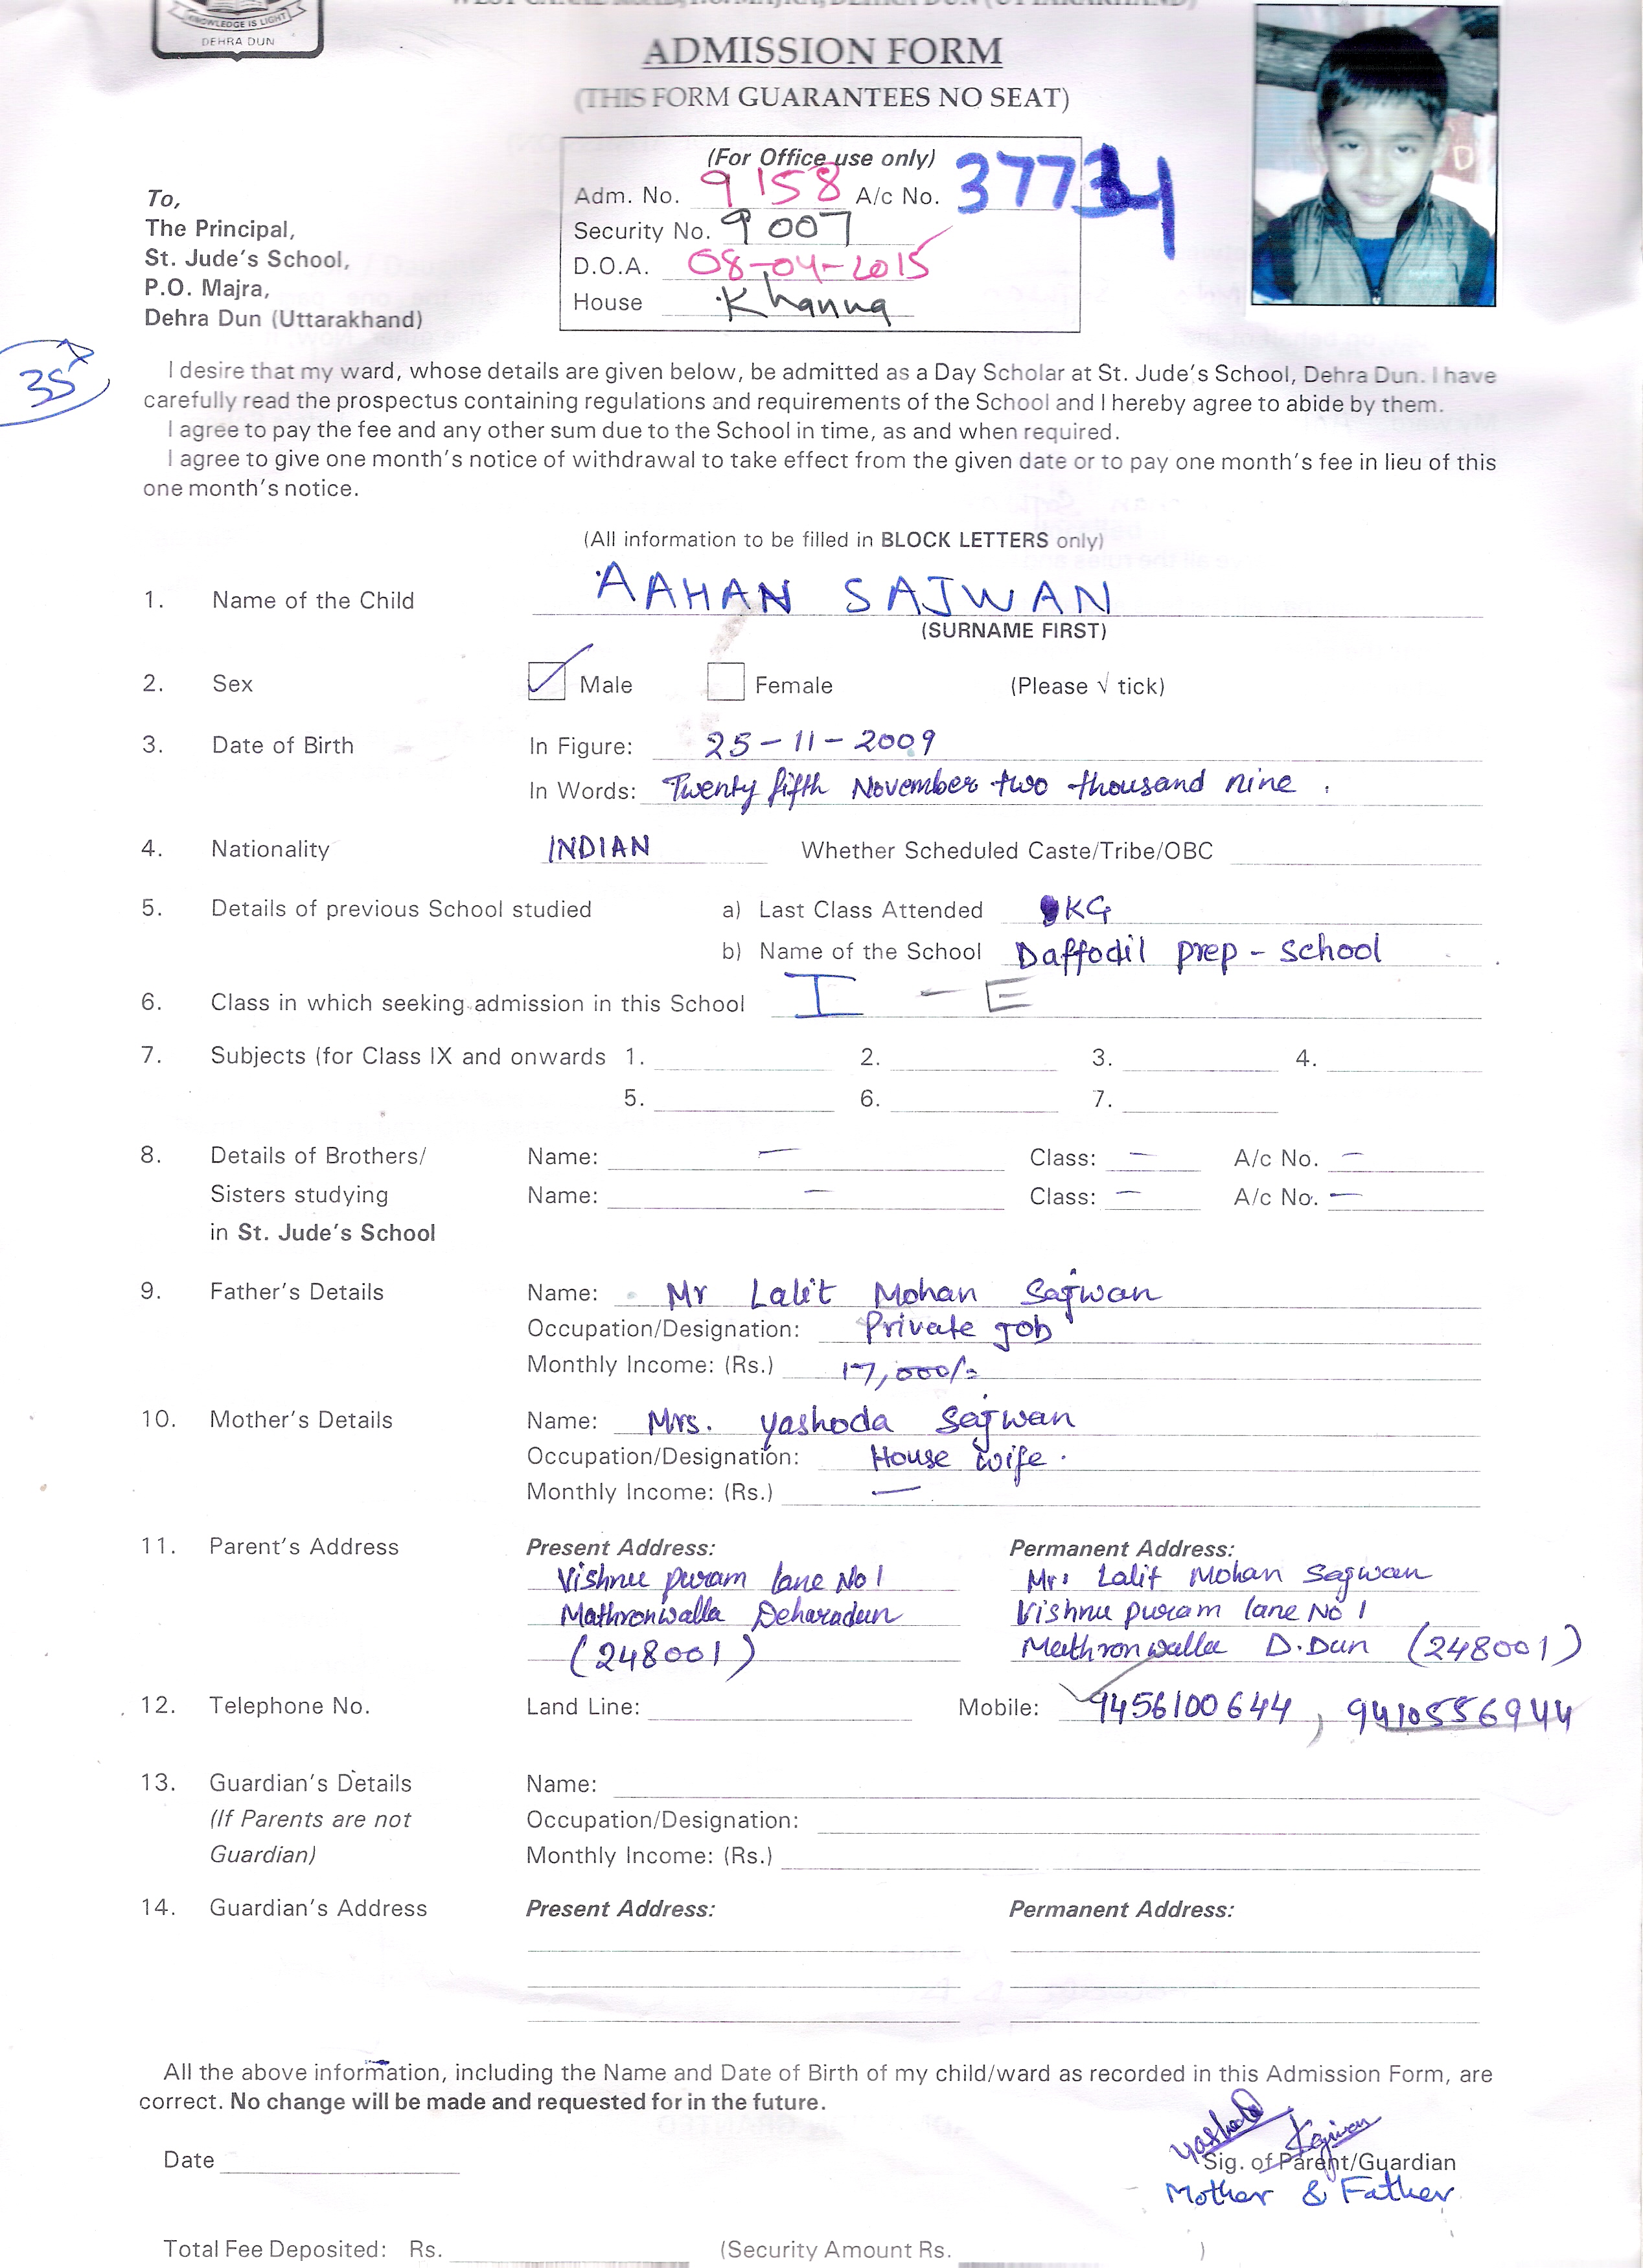 KNOWLEDGE IS LIGHT
DEHRA DUN
ADMISSION FORM
(THIS FORM GUARANTEES NO SEAT)
(For Office use only)
Adm. No. 9158 A/c No.
Security No. 9007
D.O.A. 08-04-2015
House Khanna
To,
The Principal,
St. Jude's School,
P.O. Majra,
Dehra Dun (Uttarakhand)
35
I desire that my ward, whose details are given below, be admitted as a Day Scholar at St. Jude's School, Dehra Dun. I have
carefully read the prospectus containing regulations and requirements of the School and I hereby agree to abide by them.
I agree to pay the fee and any other sum due to the School in time, as and when required.
I agree to give one month's notice of withdrawal to take effect from the given date or to pay one month's fee in lieu of this
one month's notice.
(All information to be filled in BLOCK LETTERS only)
1. Name of the Child AAHAN SAJWAN
(SURNAME FIRST)
2. Sex Male Female (Please √ tick)
3. Date of Birth In Figure: 25-11-2009
In Words: Twenty fifth November two thousand nine.
4. Nationality INDIAN Whether Scheduled Caste/Tribe/OBC
5. Details of previous School studied a) Last Class Attended KG
b) Name of the School Daffodil prep-school
6. Class in which seeking admission in this School I - E
7. Subjects (for Class IX and onwards 1. 2. 3. 4.
5. 6. 7.
8. Details of Brothers/ Name: — Class: — A/c No. —
Sisters studying Name: — Class: — A/c No. —
in St. Jude's School
9. Father's Details Name: Mr Lalit Mohan Sajwan
Occupation/Designation: Private Job
Monthly Income: (Rs.) 17,000/-
10. Mother's Details Name: Mrs. Yashoda Sajwan
Occupation/Designation: House wife.
Monthly Income: (Rs.) —
11. Parent's Address Present Address: Permanent Address:
Vishnu puram lane No 1 Mr. Lalit Mohan Sajwan
Mathronwalla Deharadun Vishnu puram lane No 1
(248001) Mathronwalla D.Dun (248001)
12. Telephone No. Land Line: Mobile: 9456100644, 9410556944
13. Guardian's Details Name:
(If Parents are not Occupation/Designation:
Guardian) Monthly Income: (Rs.)
14. Guardian's Address Present Address: Permanent Address:
All the above information, including the Name and Date of Birth of my child/ward as recorded in this Admission Form, are
correct. No change will be made and requested for in the future.
Yashoda
Date Sig. of Parent/Guardian
Mother & Father
Total Fee Deposited: Rs. (Security Amount Rs. )